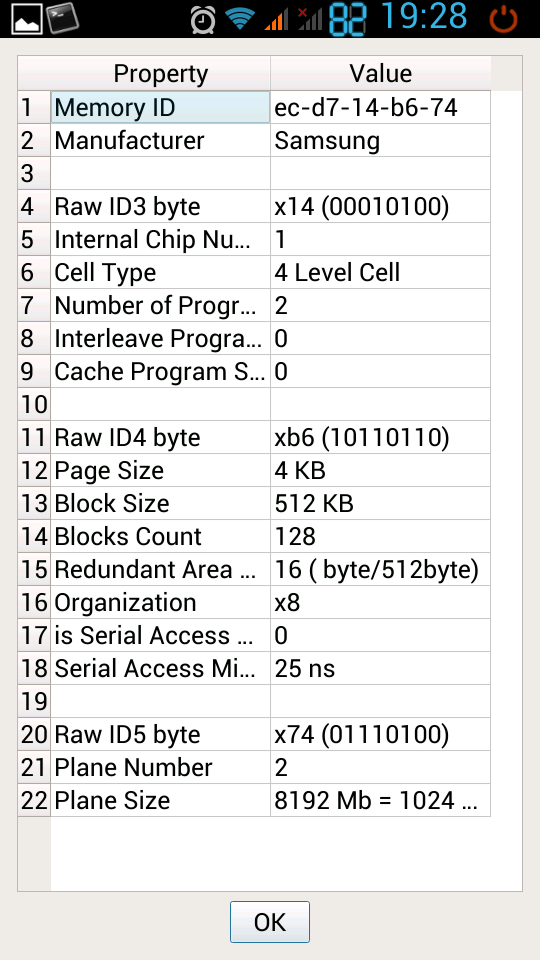 82 19:28
Property Value
1 Memory ID ec-d7-14-b6-74
2 Manufacturer Samsung
3
4 Raw ID3 byte x14 (00010100)
5 Internal Chip Nu... 1
6 Cell Type 4 Level Cell
7 Number of Progr... 2
8 Interleave Progra... 0
9 Cache Program S... 0
10
11 Raw ID4 byte xb6 (10110110)
12 Page Size 4 KB
13 Block Size 512 KB
14 Blocks Count 128
15 Redundant Area ... 16 ( byte/512byte)
16 Organization x8
17 is Serial Access ... 0
18 Serial Access Mi... 25 ns
19
20 Raw ID5 byte x74 (01110100)
21 Plane Number 2
22 Plane Size 8192 Mb = 1024 ...
OK